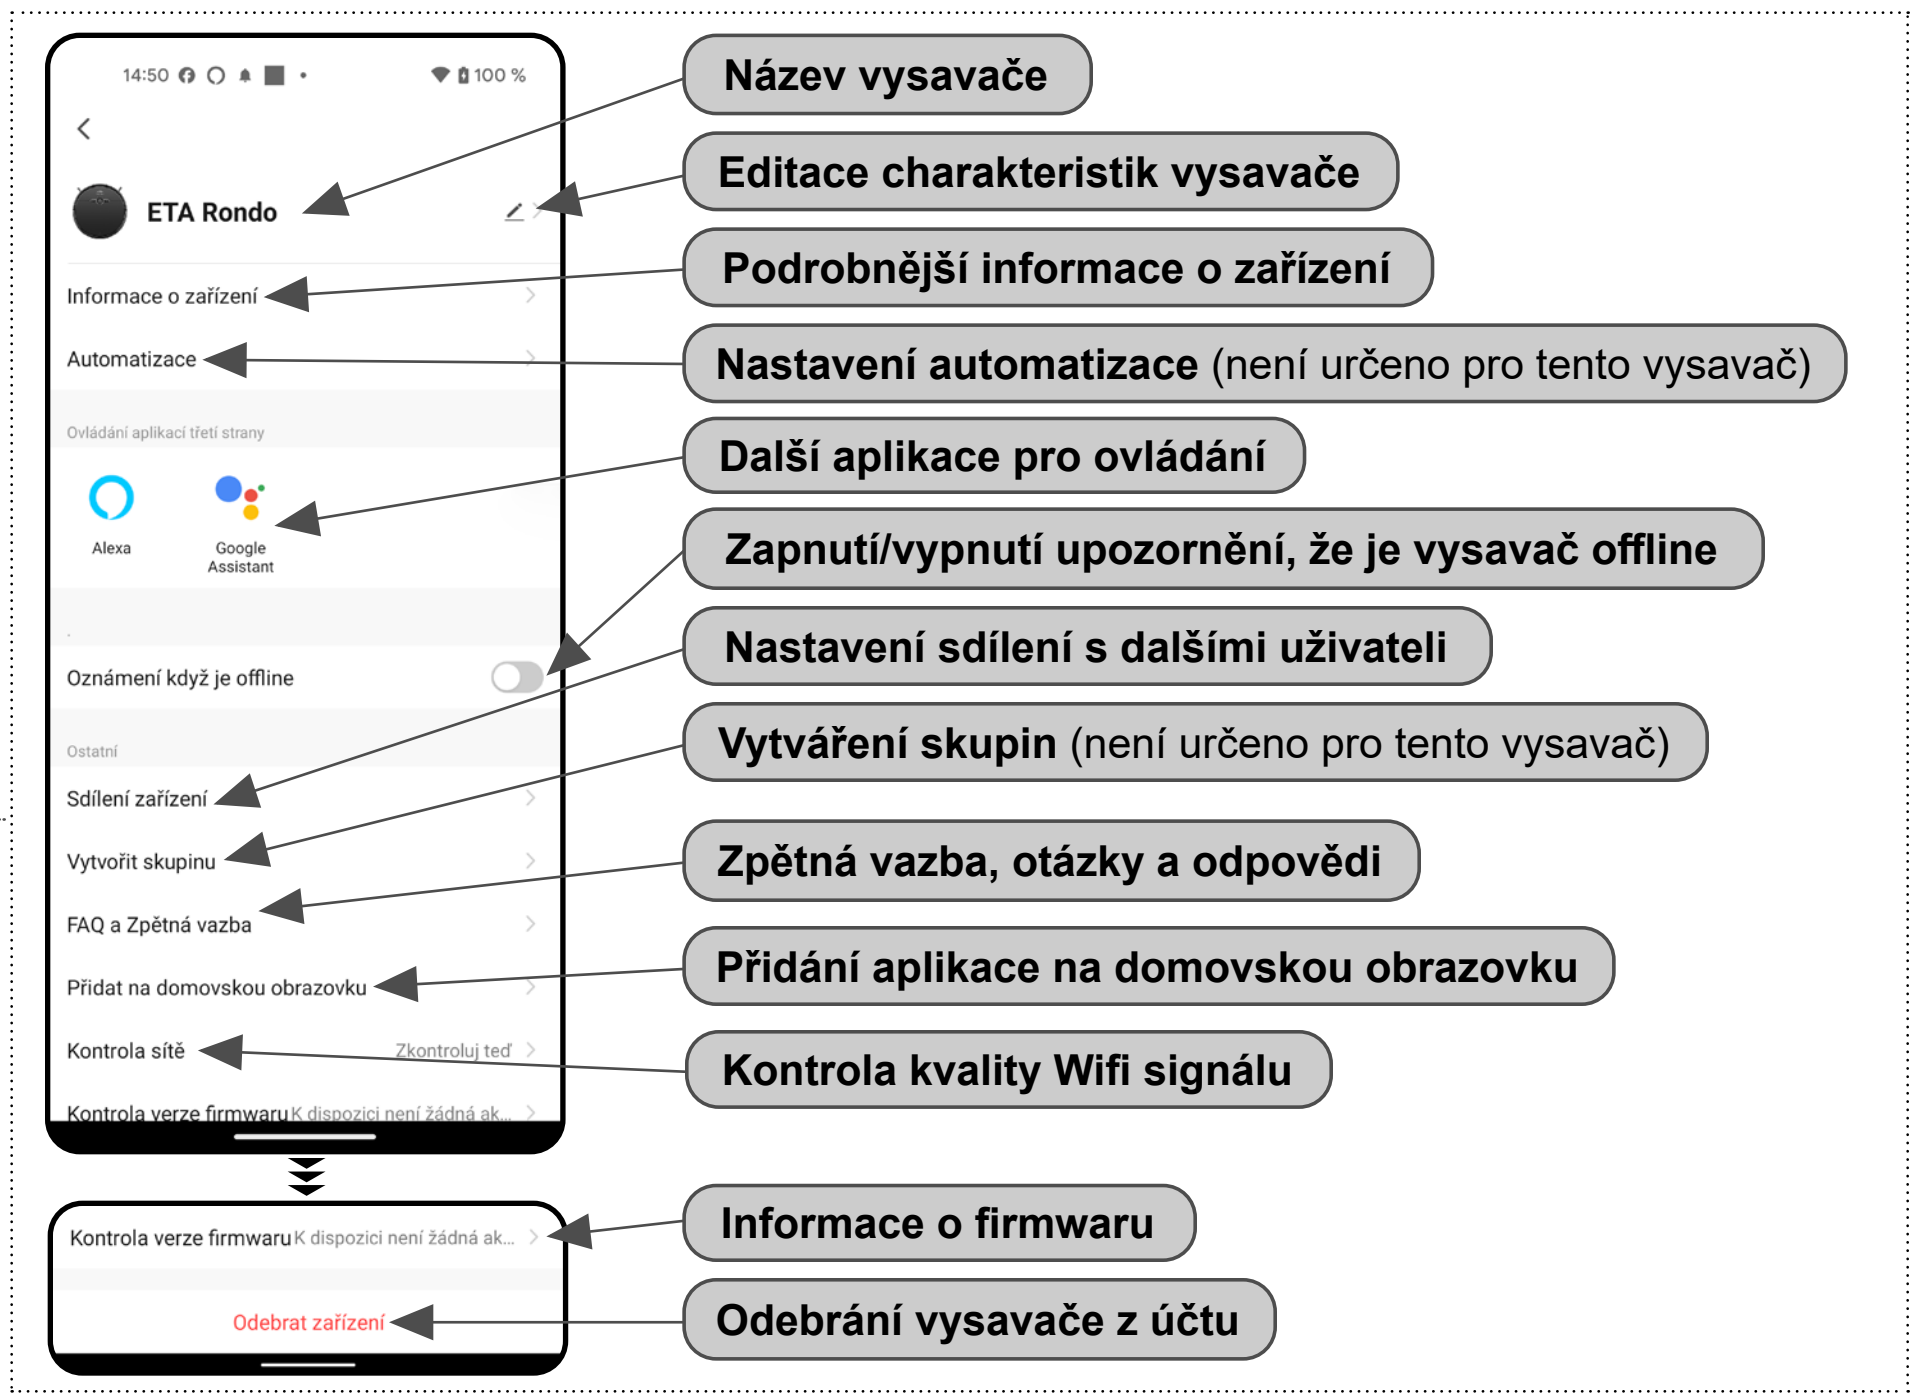 14:50
100 %
Název vysavače
Editace charakteristik vysavače
ETA Rondo
Podrobnější informace o zařízení
Informace o zařízení
Automatizace
Nastavení automatizace (není určeno pro tento vysavač)
Ovládání aplikací třetí strany
Další aplikace pro ovládání
Alexa
Google
Assistant
Zapnutí/vypnutí upozornění, že je vysavač offline
.
Oznámení když je offline
Nastavení sdílení s dalšími uživateli
Ostatní
Vytváření skupin (není určeno pro tento vysavač)
Sdílení zařízení
Vytvořit skupinu
Zpětná vazba, otázky a odpovědi
FAQ a Zpětná vazba
Přidání aplikace na domovskou obrazovku
Přidat na domovskou obrazovku
Kontrola sítě
Zkontroluj teď
Kontrola kvality Wifi signálu
Kontrola verze firmwaru K dispozici není žádná ak...
Kontrola verze firmwaru K dispozici není žádná ak...
Informace o firmwaru
Odebrat zařízení
Odebrání vysavače z účtu